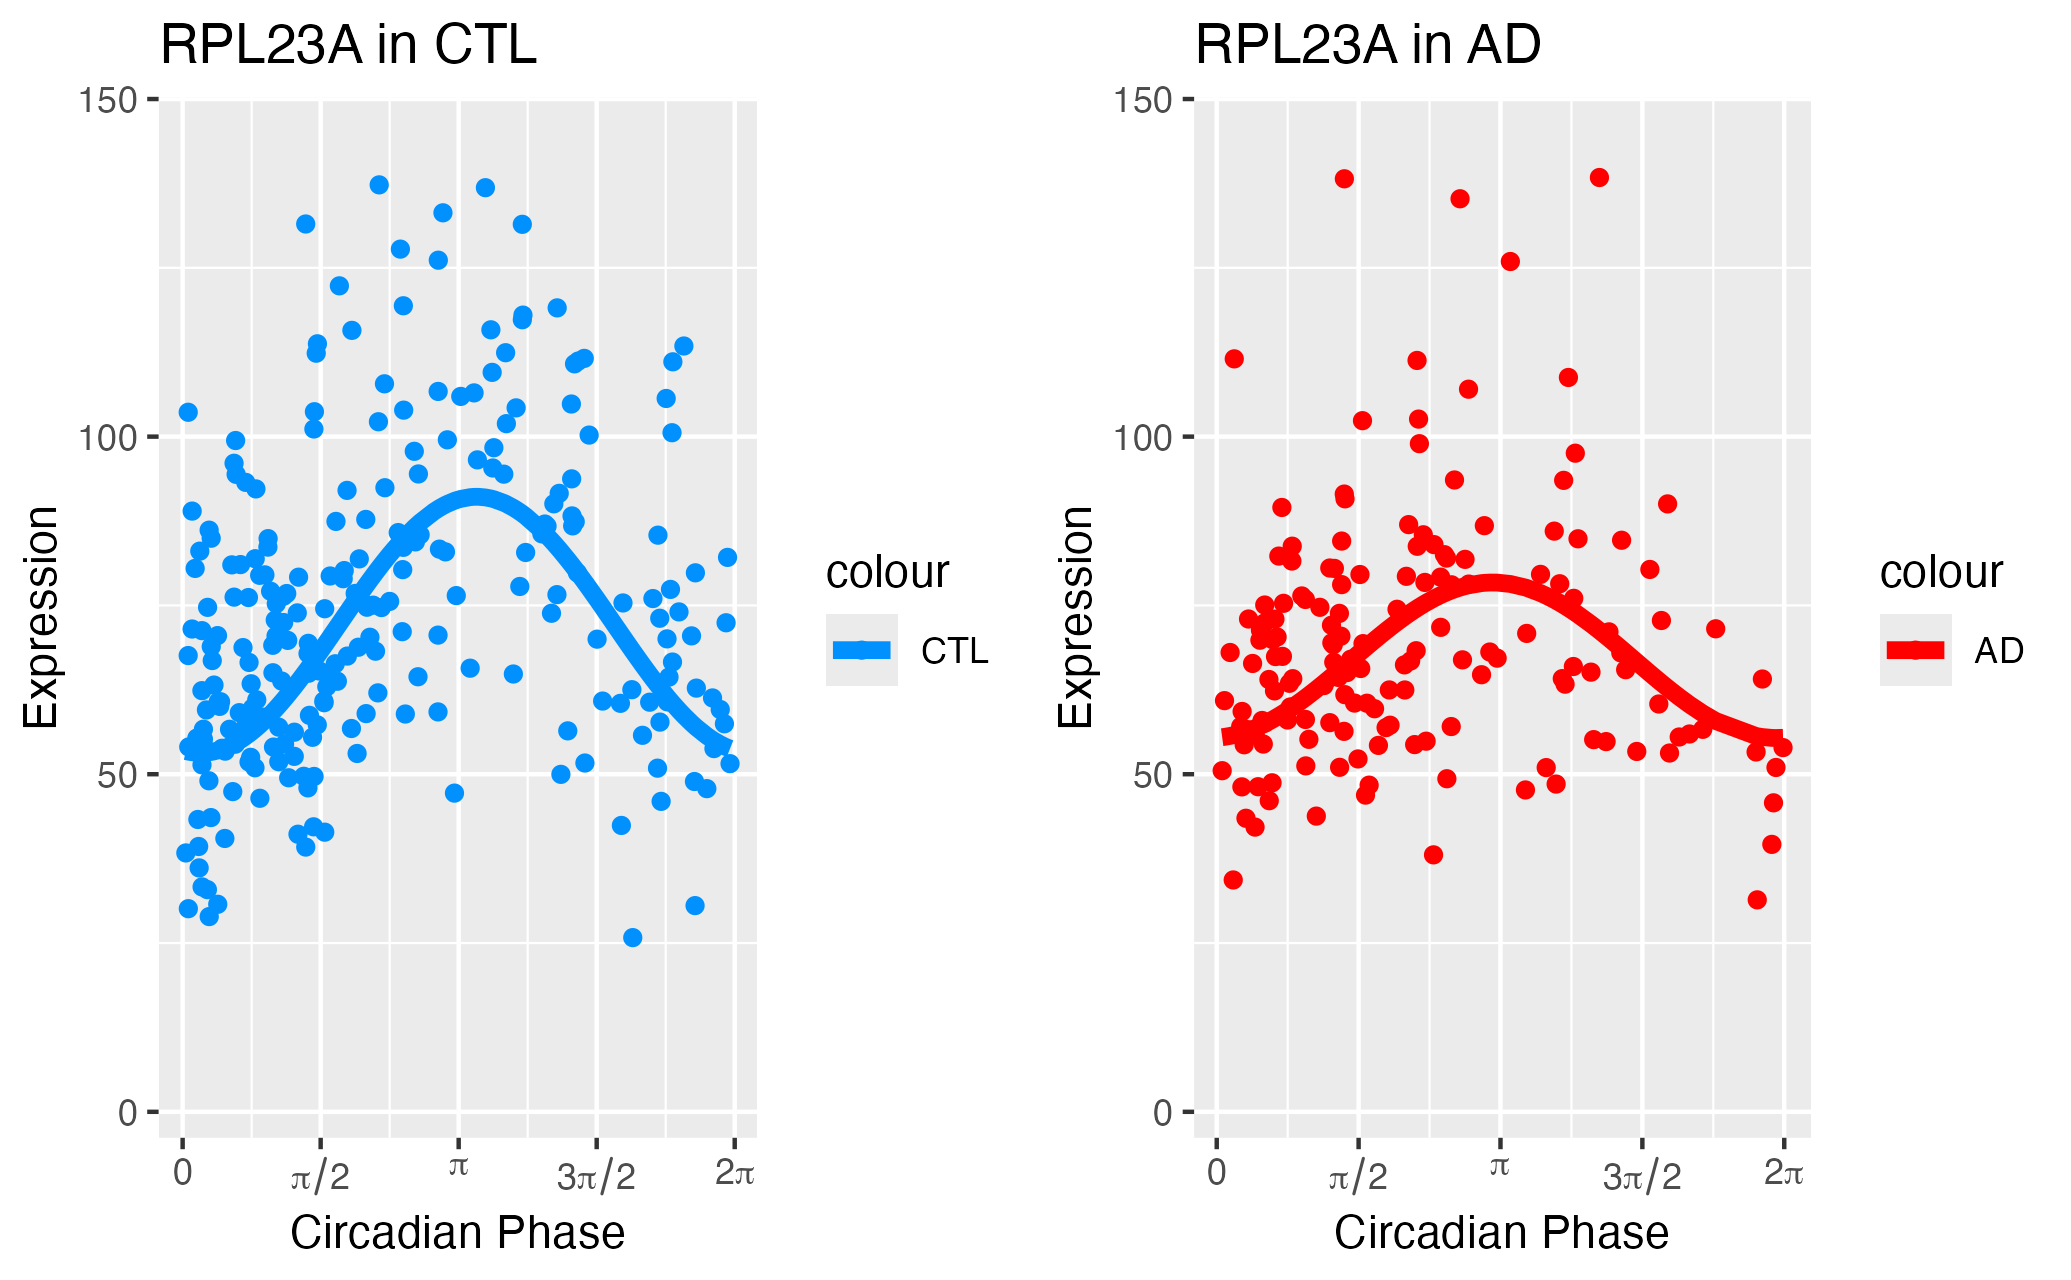 RPL23A in CTL
150
100
50
0
Expression
0 π/2 π 3π/2 2π
Circadian Phase
colour
CTL
RPL23A in AD
150
100
50
0
Expression
0 π/2 π 3π/2 2π
Circadian Phase
colour
AD